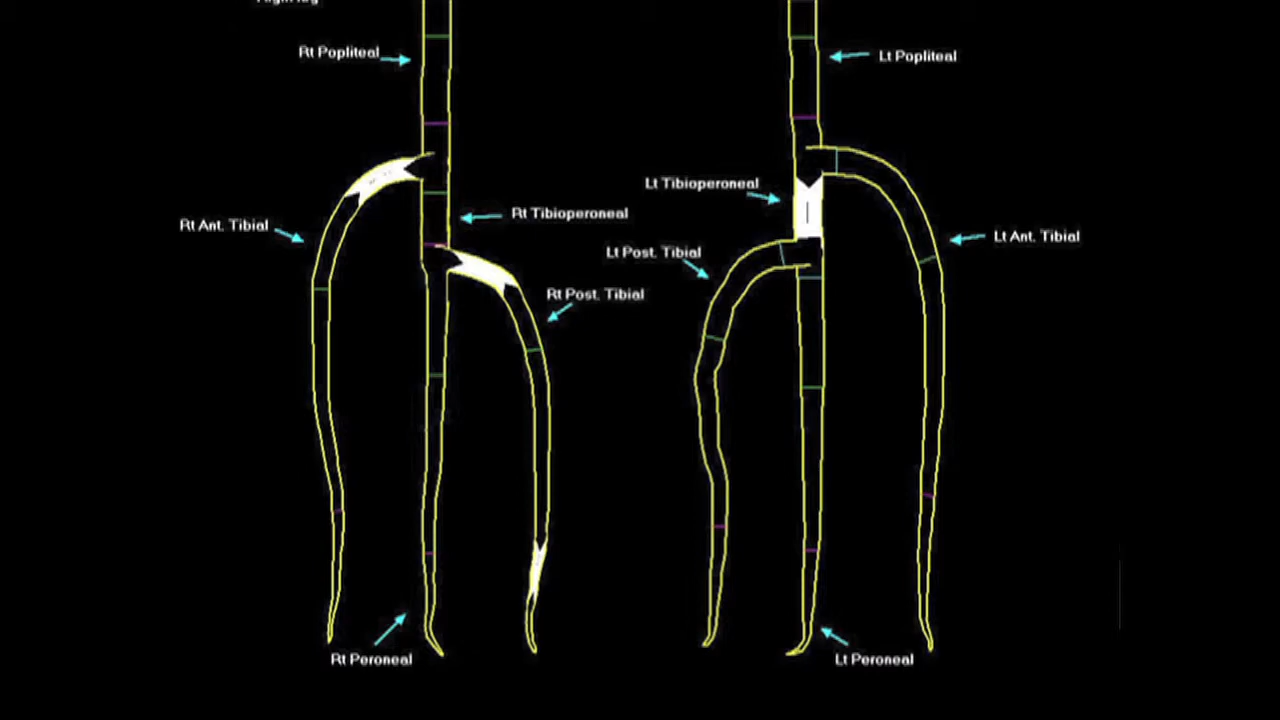 Rt Popliteal
Lt Popliteal
Lt Tibioperoneal
Rt Tibioperoneal
Rt Ant. Tibial
Lt Ant. Tibial
Lt Post. Tibial
Rt Post. Tibial
Rt Peroneal
Lt Peroneal